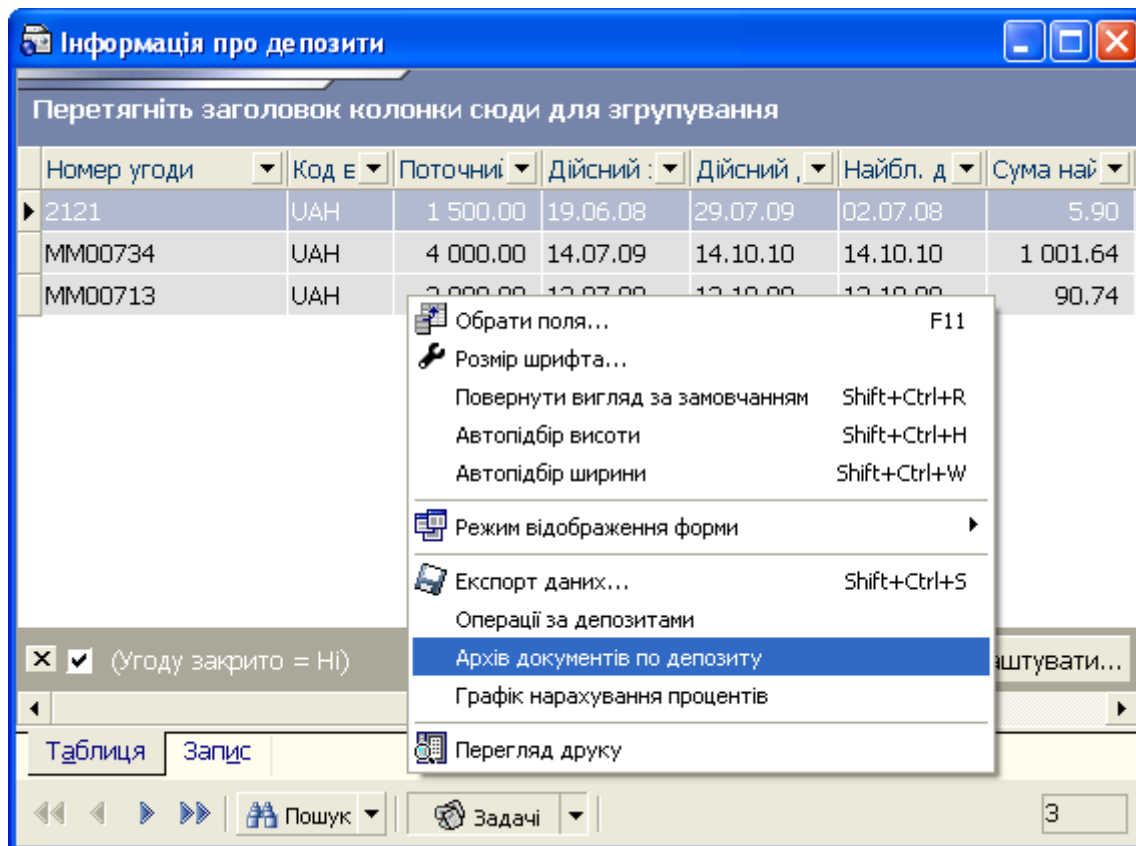 Інформація про депозити
Перетягніть заголовок колонки сюди для згрупування
Номер угоди Код Поточний Дійсний Дійсний Найбл. д Сума най
2121 UAH 1 500.00 19.06.08 29.07.09 02.07.08 5.90
MM00734 UAH 4 000.00 14.07.09 14.10.10 14.10.10 1 001.64
MM00713 UAH 90.74
Обрати поля... F11
Розмір шрифта...
Повернути вигляд за замовчанням Shift+Ctrl+R
Автопідбір висоти Shift+Ctrl+H
Автопідбір ширини Shift+Ctrl+W
Режим відображення форми
Експорт даних... Shift+Ctrl+S
Операції за депозитами
Архів документів по депозиту
Графік нарахування процентів
Перегляд друку
(Угоду закрито = Ні) аштувати...
Таблиця Запис
Пошук Задачі 3